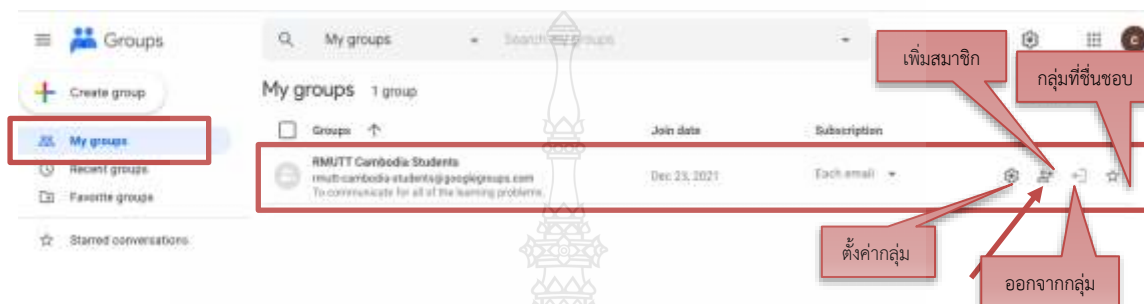 Groups
My groups
Search my groups
เพิ่มสมาชิก
กลุ่มที่ชื่นชอบ
Create group
My groups 1 group
Groups
Join date
Subscription
My groups
Recent groups
Favorite groups
Starred conversations
RMUTT Cambodia Students
rmutt-cambodia-students@googlegroups.com
To communicate for all of the learning problems.
Dec 23, 2021
Each email
ตั้งค่ากลุ่ม
ออกจากกลุ่ม